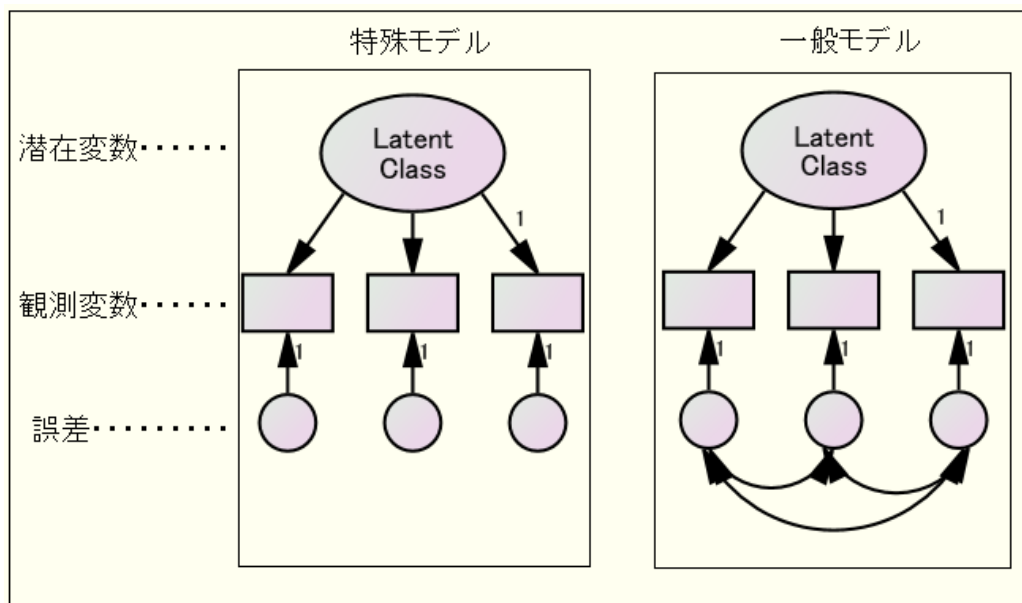 特殊モデル
一般モデル
潜在変数・・・・・・
Latent
Class
1
Latent
Class
1
観測変数・・・・・・
1
1
1
1
1
1
誤差・・・・・・・・・